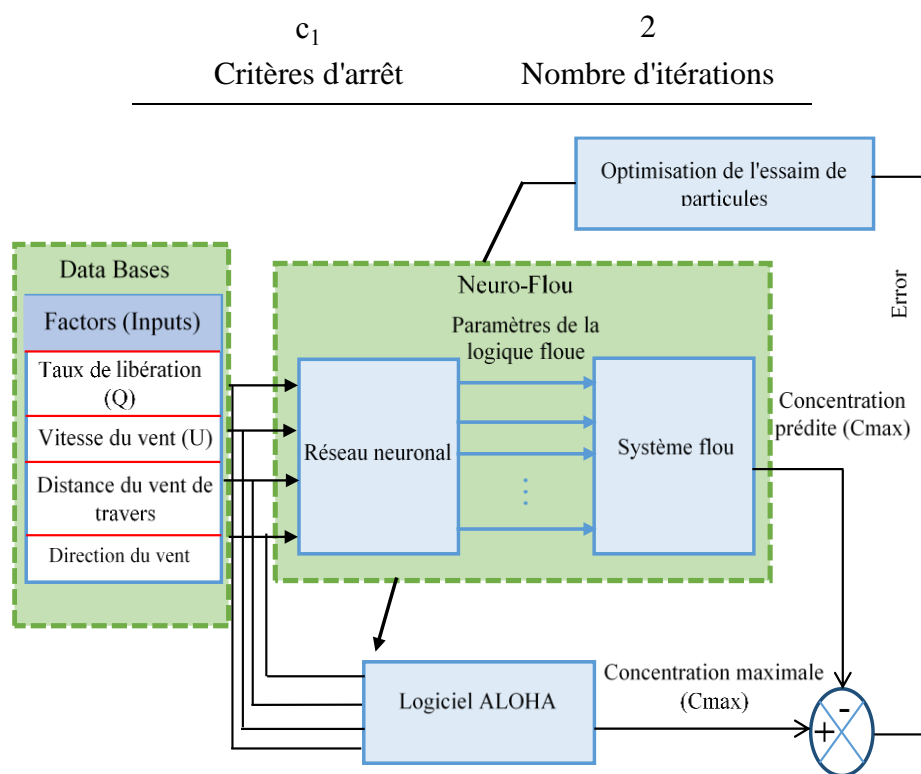 c1 2
Critères d'arrêt Nombre d'itérations
Optimisation de l'essaim de
particules
Data Bases
Factors (Inputs)
Taux de libération
(Q)
Vitesse du vent (U)
Distance du vent de
travers
Direction du vent
Neuro-Flou
Paramètres de la
logique floue
Réseau neuronal
...
Système flou
Error
Concentration
prédite (Cmax)
Logiciel ALOHA
Concentration maximale
(Cmax)
-
+